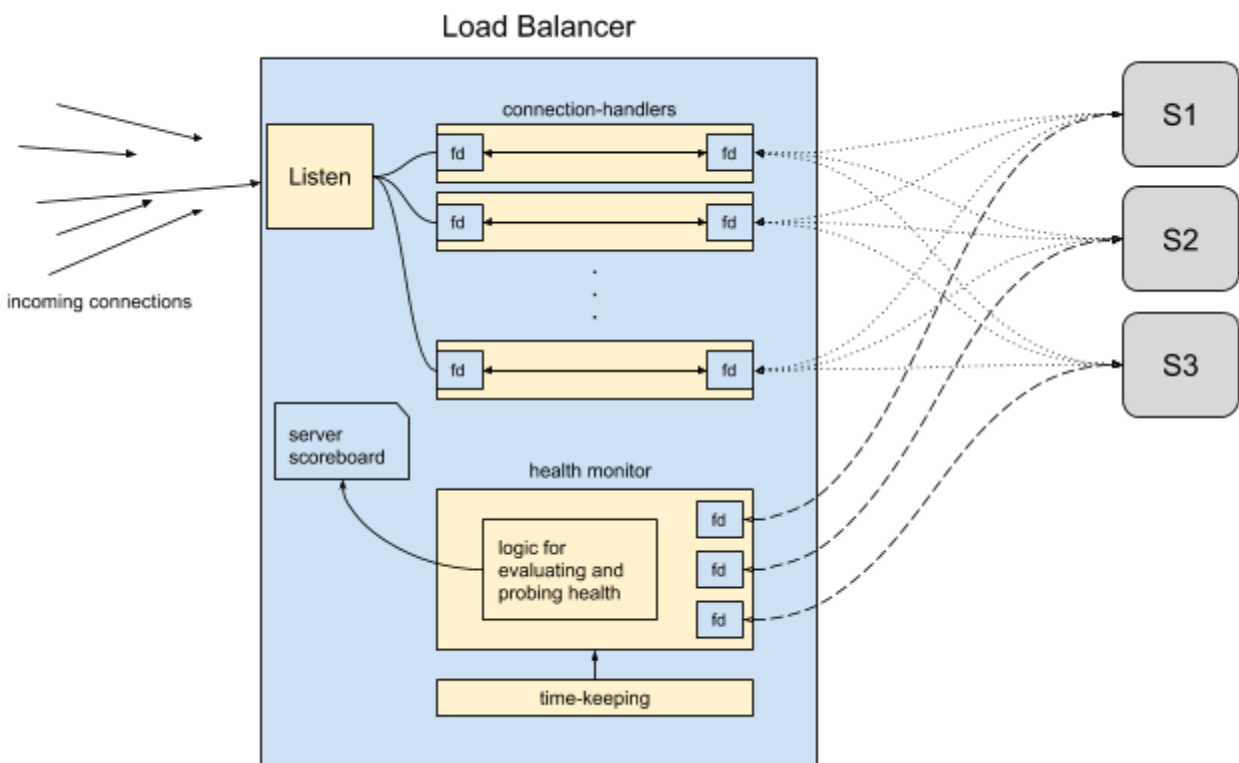 Load Balancer
connection-handlers
Listen
fd
fd
fd
fd
fd
fd
incoming connections
S1
S2
S3
server
scoreboard
health monitor
logic for
evaluating and
probing health
fd
fd
fd
time-keeping